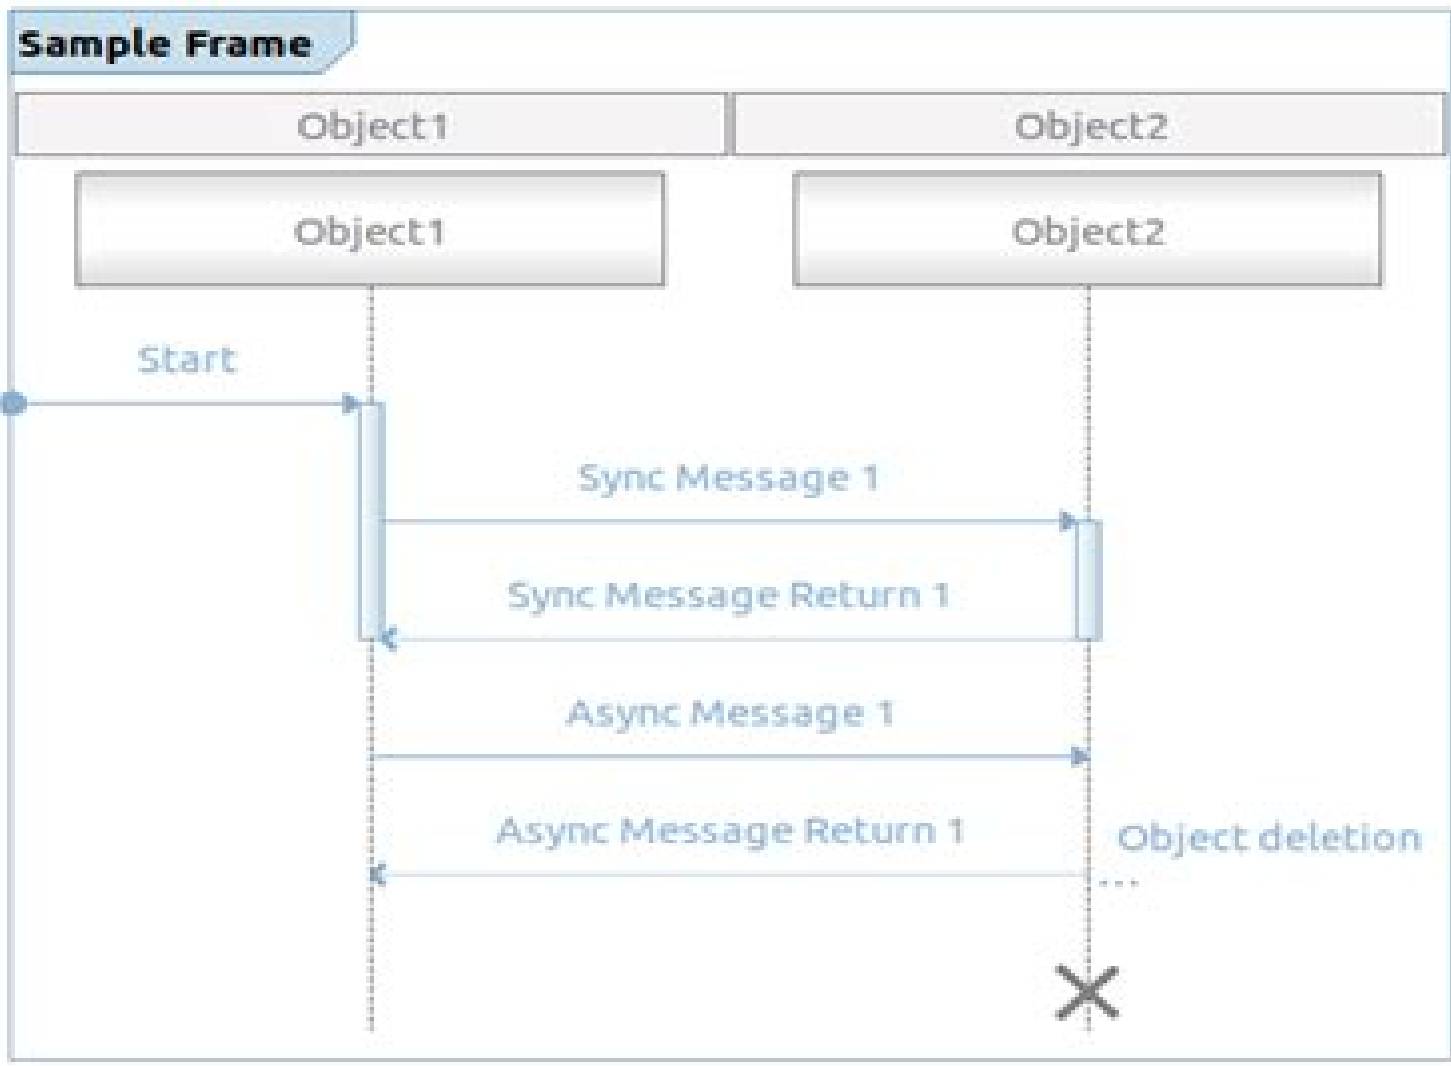 Sample Frame
Object1
Object2
Object1
Object2
Start
Sync Message 1
Sync Message Return 1
Async Message 1
Async Message Return 1
Object deletion